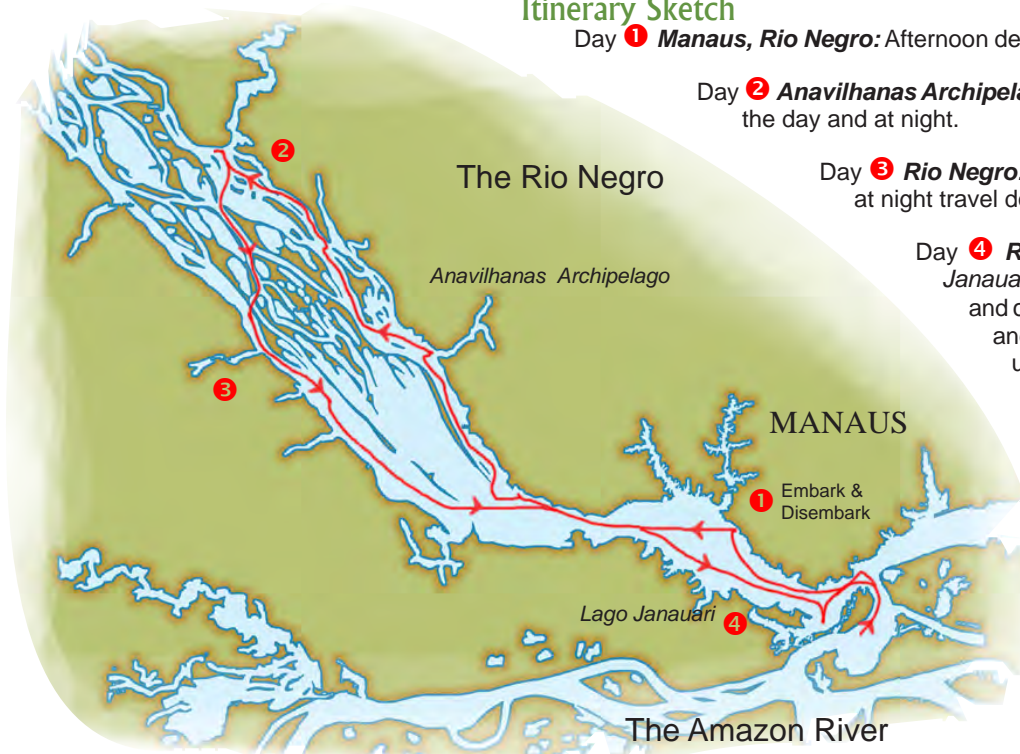 Itinerary Sketch
Day 1 Manaus, Rio Negro: Afternoon de
Day 2 Anavilhanas Archipela
the day and at night.
Day 3 Rio Negro
at night travel d
Day 4 R
Janaua
and
an
u
2
The Rio Negro
Anavilhanas Archipelago
3
MANAUS
1 Embark &
Disembark
Lago Janauari 4
The Amazon River